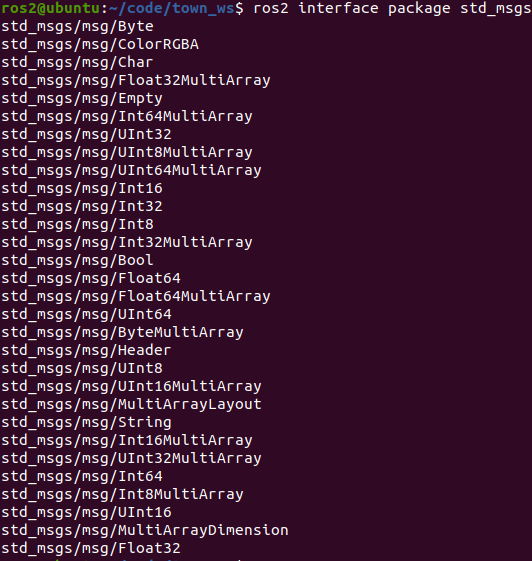 ros2@ubuntu:~/code/town_ws$ ros2 interface package std_msgs
std_msgs/msg/Byte
std_msgs/msg/ColorRGBA
std_msgs/msg/Char
std_msgs/msg/Float32MultiArray
std_msgs/msg/Empty
std_msgs/msg/Int64MultiArray
std_msgs/msg/UInt32
std_msgs/msg/UInt8MultiArray
std_msgs/msg/UInt64MultiArray
std_msgs/msg/Int16
std_msgs/msg/Int32
std_msgs/msg/Int8
std_msgs/msg/Int32MultiArray
std_msgs/msg/Bool
std_msgs/msg/Float64
std_msgs/msg/Float64MultiArray
std_msgs/msg/UInt64
std_msgs/msg/ByteMultiArray
std_msgs/msg/Header
std_msgs/msg/UInt8
std_msgs/msg/UInt16MultiArray
std_msgs/msg/MultiArrayLayout
std_msgs/msg/String
std_msgs/msg/Int16MultiArray
std_msgs/msg/UInt32MultiArray
std_msgs/msg/Int64
std_msgs/msg/Int8MultiArray
std_msgs/msg/UInt16
std_msgs/msg/MultiArrayDimension
std_msgs/msg/Float32